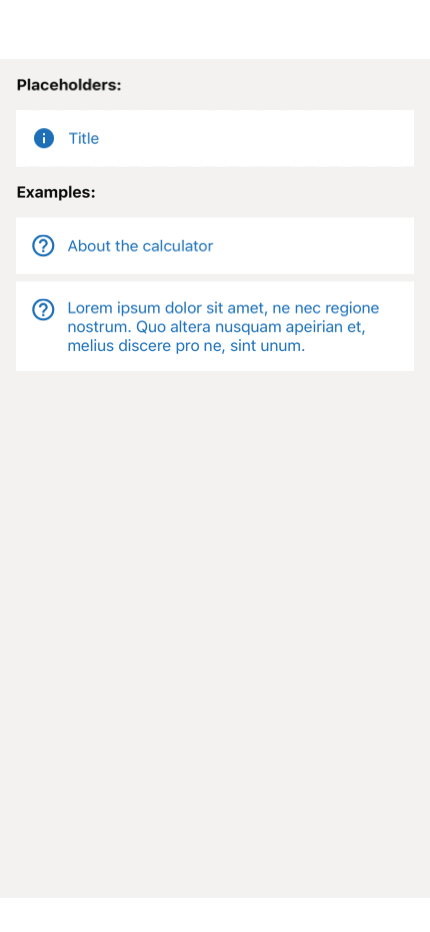 Placeholders:
Title
Examples:
About the calculator
Lorem ipsum dolor sit amet, ne nec regione
nostrum. Quo altera nusquam apeirian et,
melius discere pro ne, sint unum.